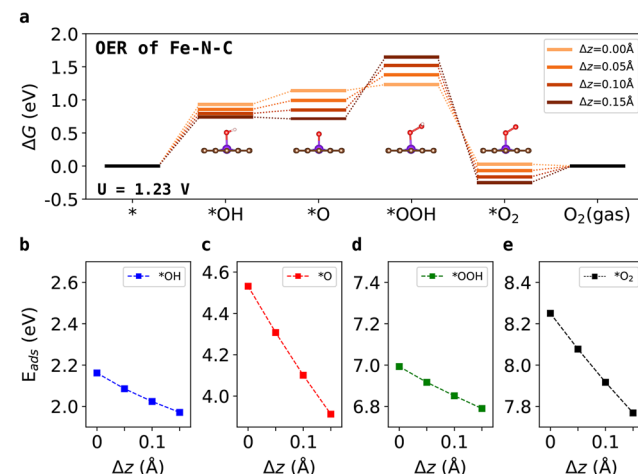 a
OER of Fe-N-C
Δz=0.00Å
Δz=0.05Å
Δz=0.10Å
Δz=0.15Å
2.0
1.5
1.0
0.5
0.0
-0.5
ΔG (eV)
U = 1.23 V
* *OH *O *OOH *O₂ O₂(gas)
b c d e
*OH
*O
*OOH
*O₂
E_ads (eV)
2.6
2.4
2.2
2.0
4.6
4.4
4.2
4.0
7.4
7.2
7.0
6.8
8.4
8.2
8.0
7.8
0 0.1 0 0.1 0 0.1 0 0.1
Δz (Å) Δz (Å) Δz (Å) Δz (Å)